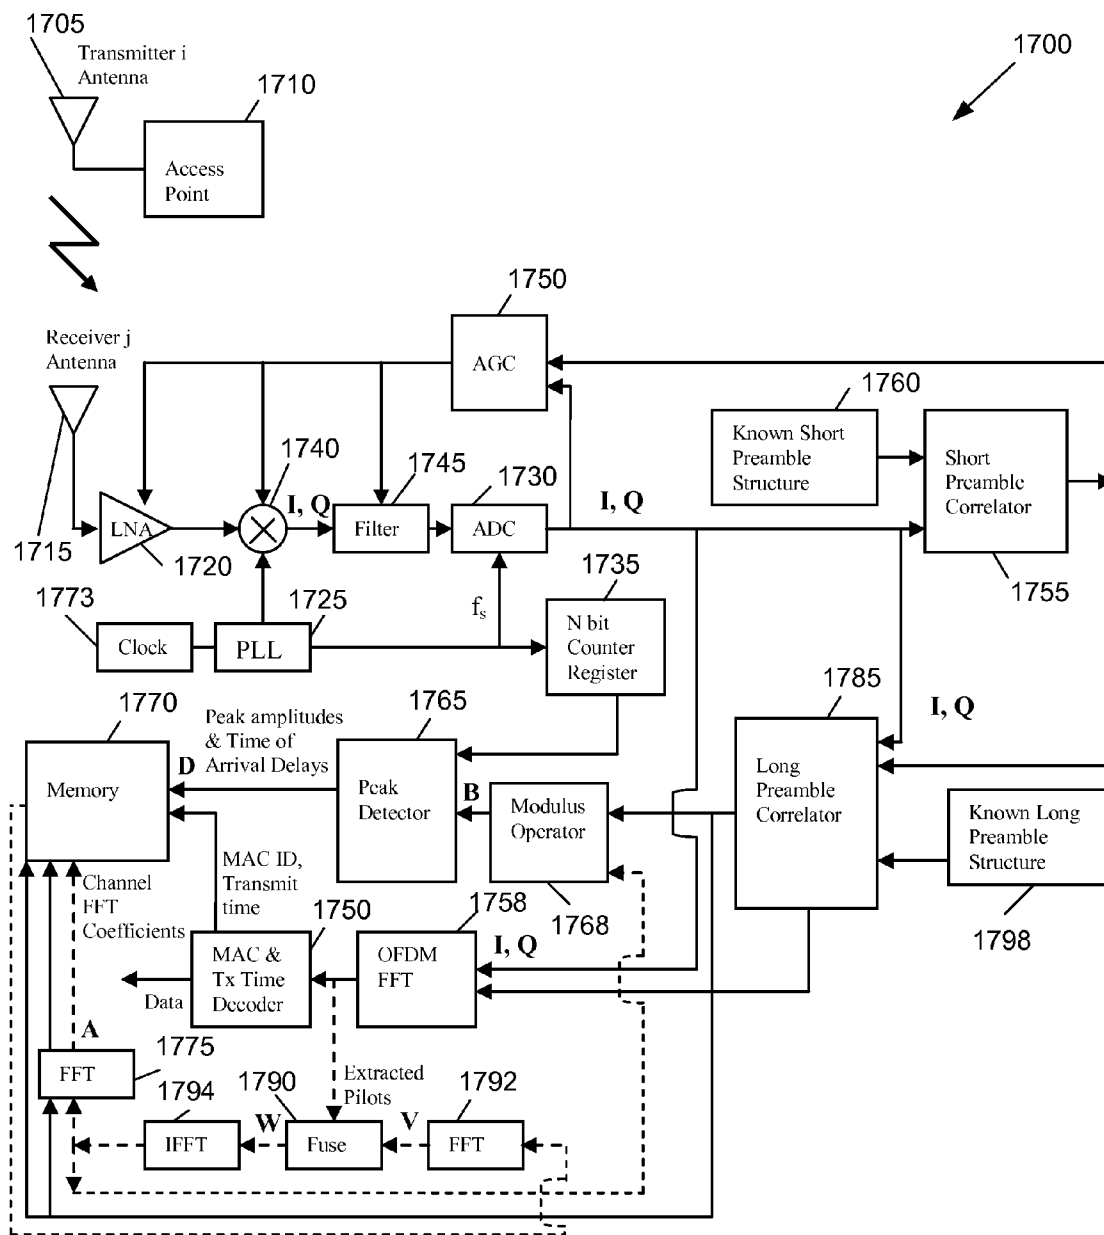 1705
Transmitter i
Antenna
1710
1700
Access
Point
1750
Receiver j
Antenna
AGC
1760
Known Short
Preamble
Structure
Short
Preamble
Correlator
1740
1745
1730
I, Q
I, Q
LNA
Filter
ADC
1715
1720
1735
1755
1773
1725
fs
N bit
Counter
Register
Clock
PLL
1785
1770
1765
Peak amplitudes
& Time of
Arrival Delays
I, Q
D
Memory
Peak
Detector
B
Modulus
Operator
Long
Preamble
Correlator
Known Long
Preamble
Structure
MAC ID,
Transmit
time
Channel
FFT
Coefficients
1750
1758
1768
1798
I, Q
MAC &
Tx Time
Decoder
OFDM
FFT
Data
A
1775
FFT
1794
1790
Extracted
Pilots
1792
W
V
IFFT
Fuse
FFT